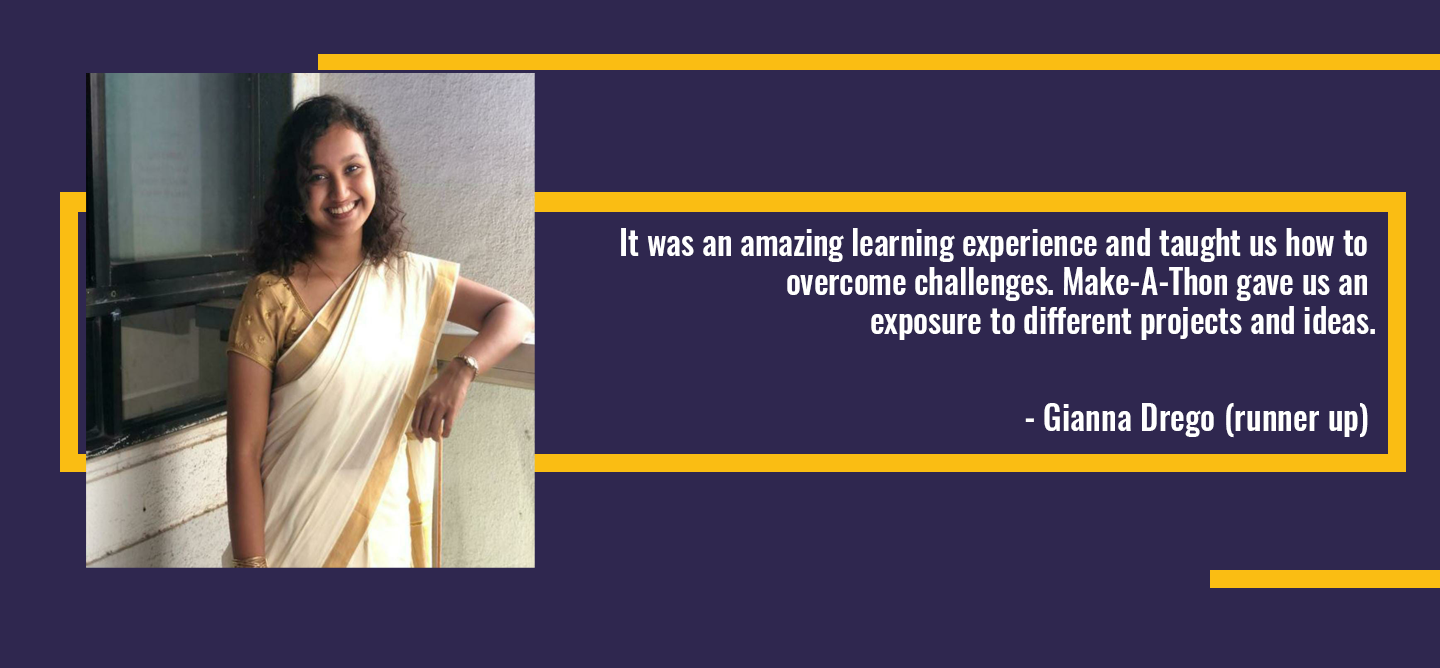 It was an amazing learning experience and taught us how to
overcome challenges. Make-A-Thon gave us an
exposure to different projects and ideas.
- Gianna Drego (runner up)